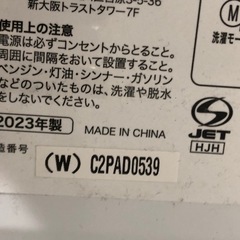 新大阪トラストタワー7F
使用上の注意
電源は必ずコンセントからとること。
周囲に間隔をおいて設置すること。
ベンジン・灯油・シンナー・ガソリン
などのついたものは、洗濯や脱水
をしないこと。
洗濯モー
2023年製
MADE IN CHINA
S
JET
HJH
造番号
(W) C2PAD0539